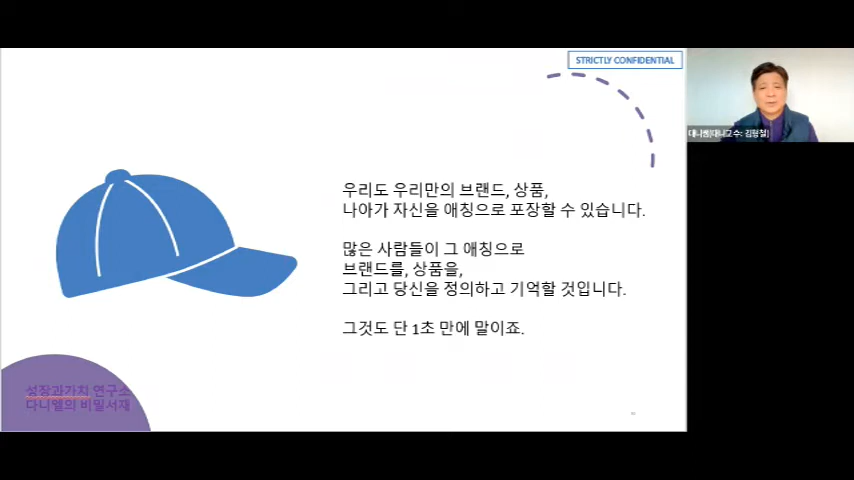 STRICTLY CONFIDENTIAL
우리도 우리만의 브랜드, 상품,
나아가 자신을 애칭으로 포장할 수 있습니다.
많은 사람들이 그 애칭으로
브랜드를, 상품을,
그리고 당신을 정의하고 기억할 것입니다.
그것도 단 1초 만에 말이죠.
성장과가치 연구소
다니엘의 비밀서재